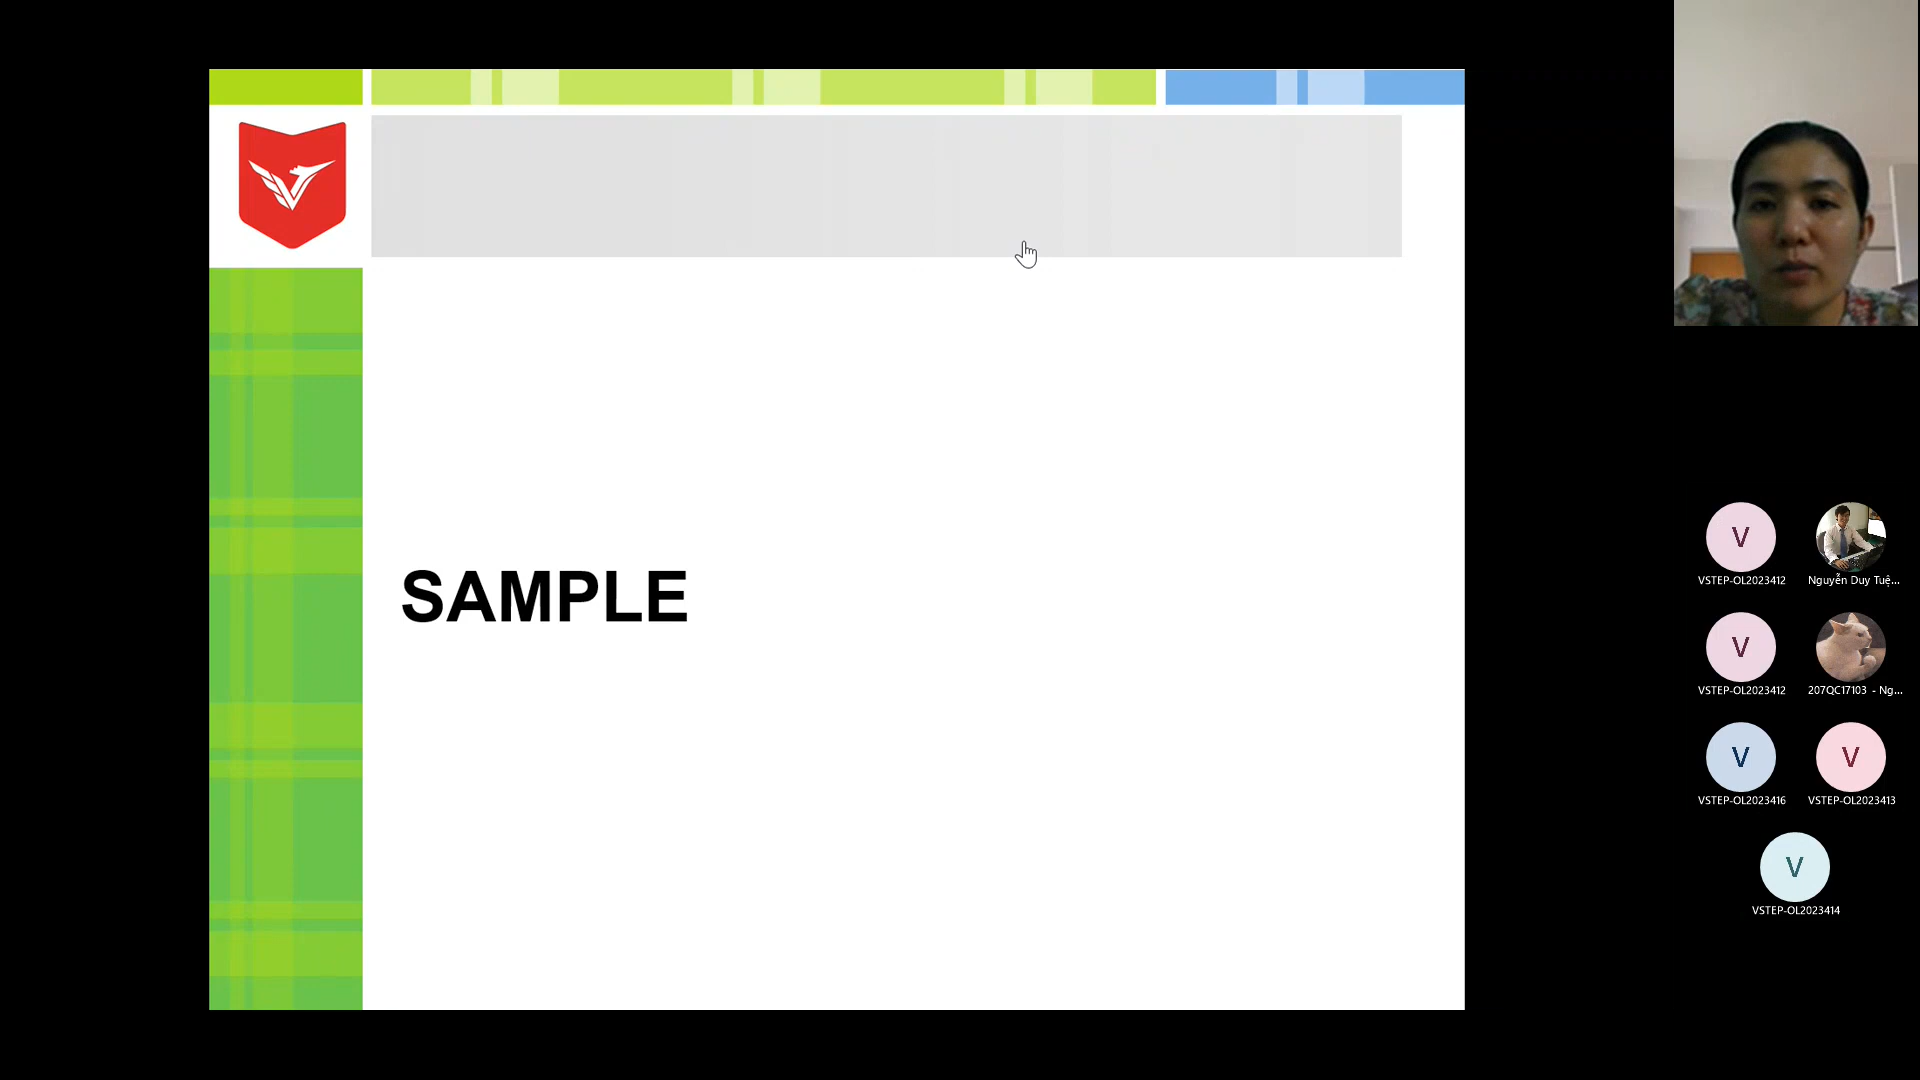 SAMPLE
V
VSTEP-OL2023412
Nguyễn Duy Tuệ...
V
VSTEP-OL2023412
207QC17103 - Ng...
V
VSTEP-OL2023416
V
VSTEP-OL2023413
V
VSTEP-OL2023414